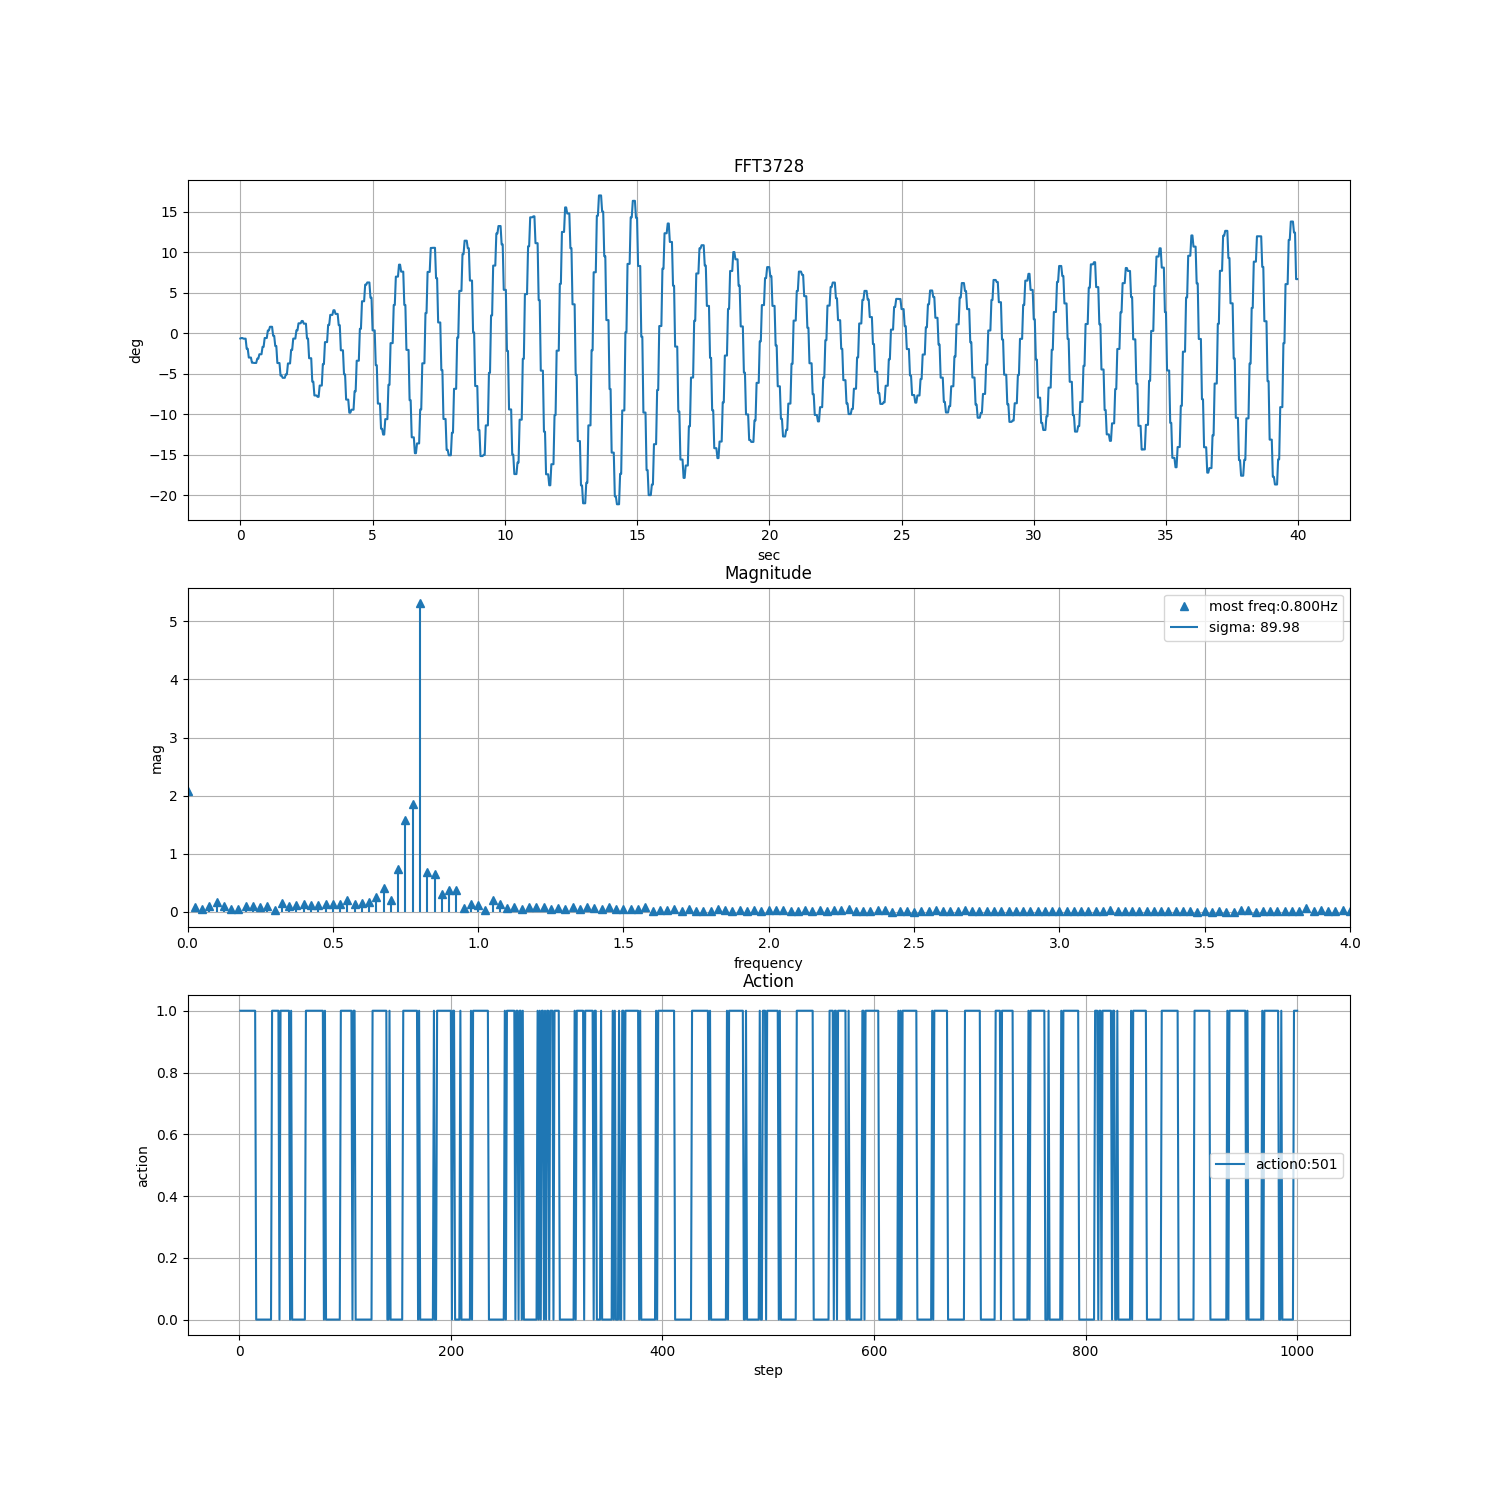 FFT3728
15
10
5
0
−5
−10
−15
−20
deg
0 5 10 15 20 25 30 35 40
sec
Magnitude
most freq:0.800Hz
sigma: 89.98
5
4
3
2
1
0
mag
0.0 0.5 1.0 1.5 2.0 2.5 3.0 3.5 4.0
frequency
Action
1.0
0.8
0.6
0.4
0.2
0.0
action
action0:501
0 200 400 600 800 1000
step